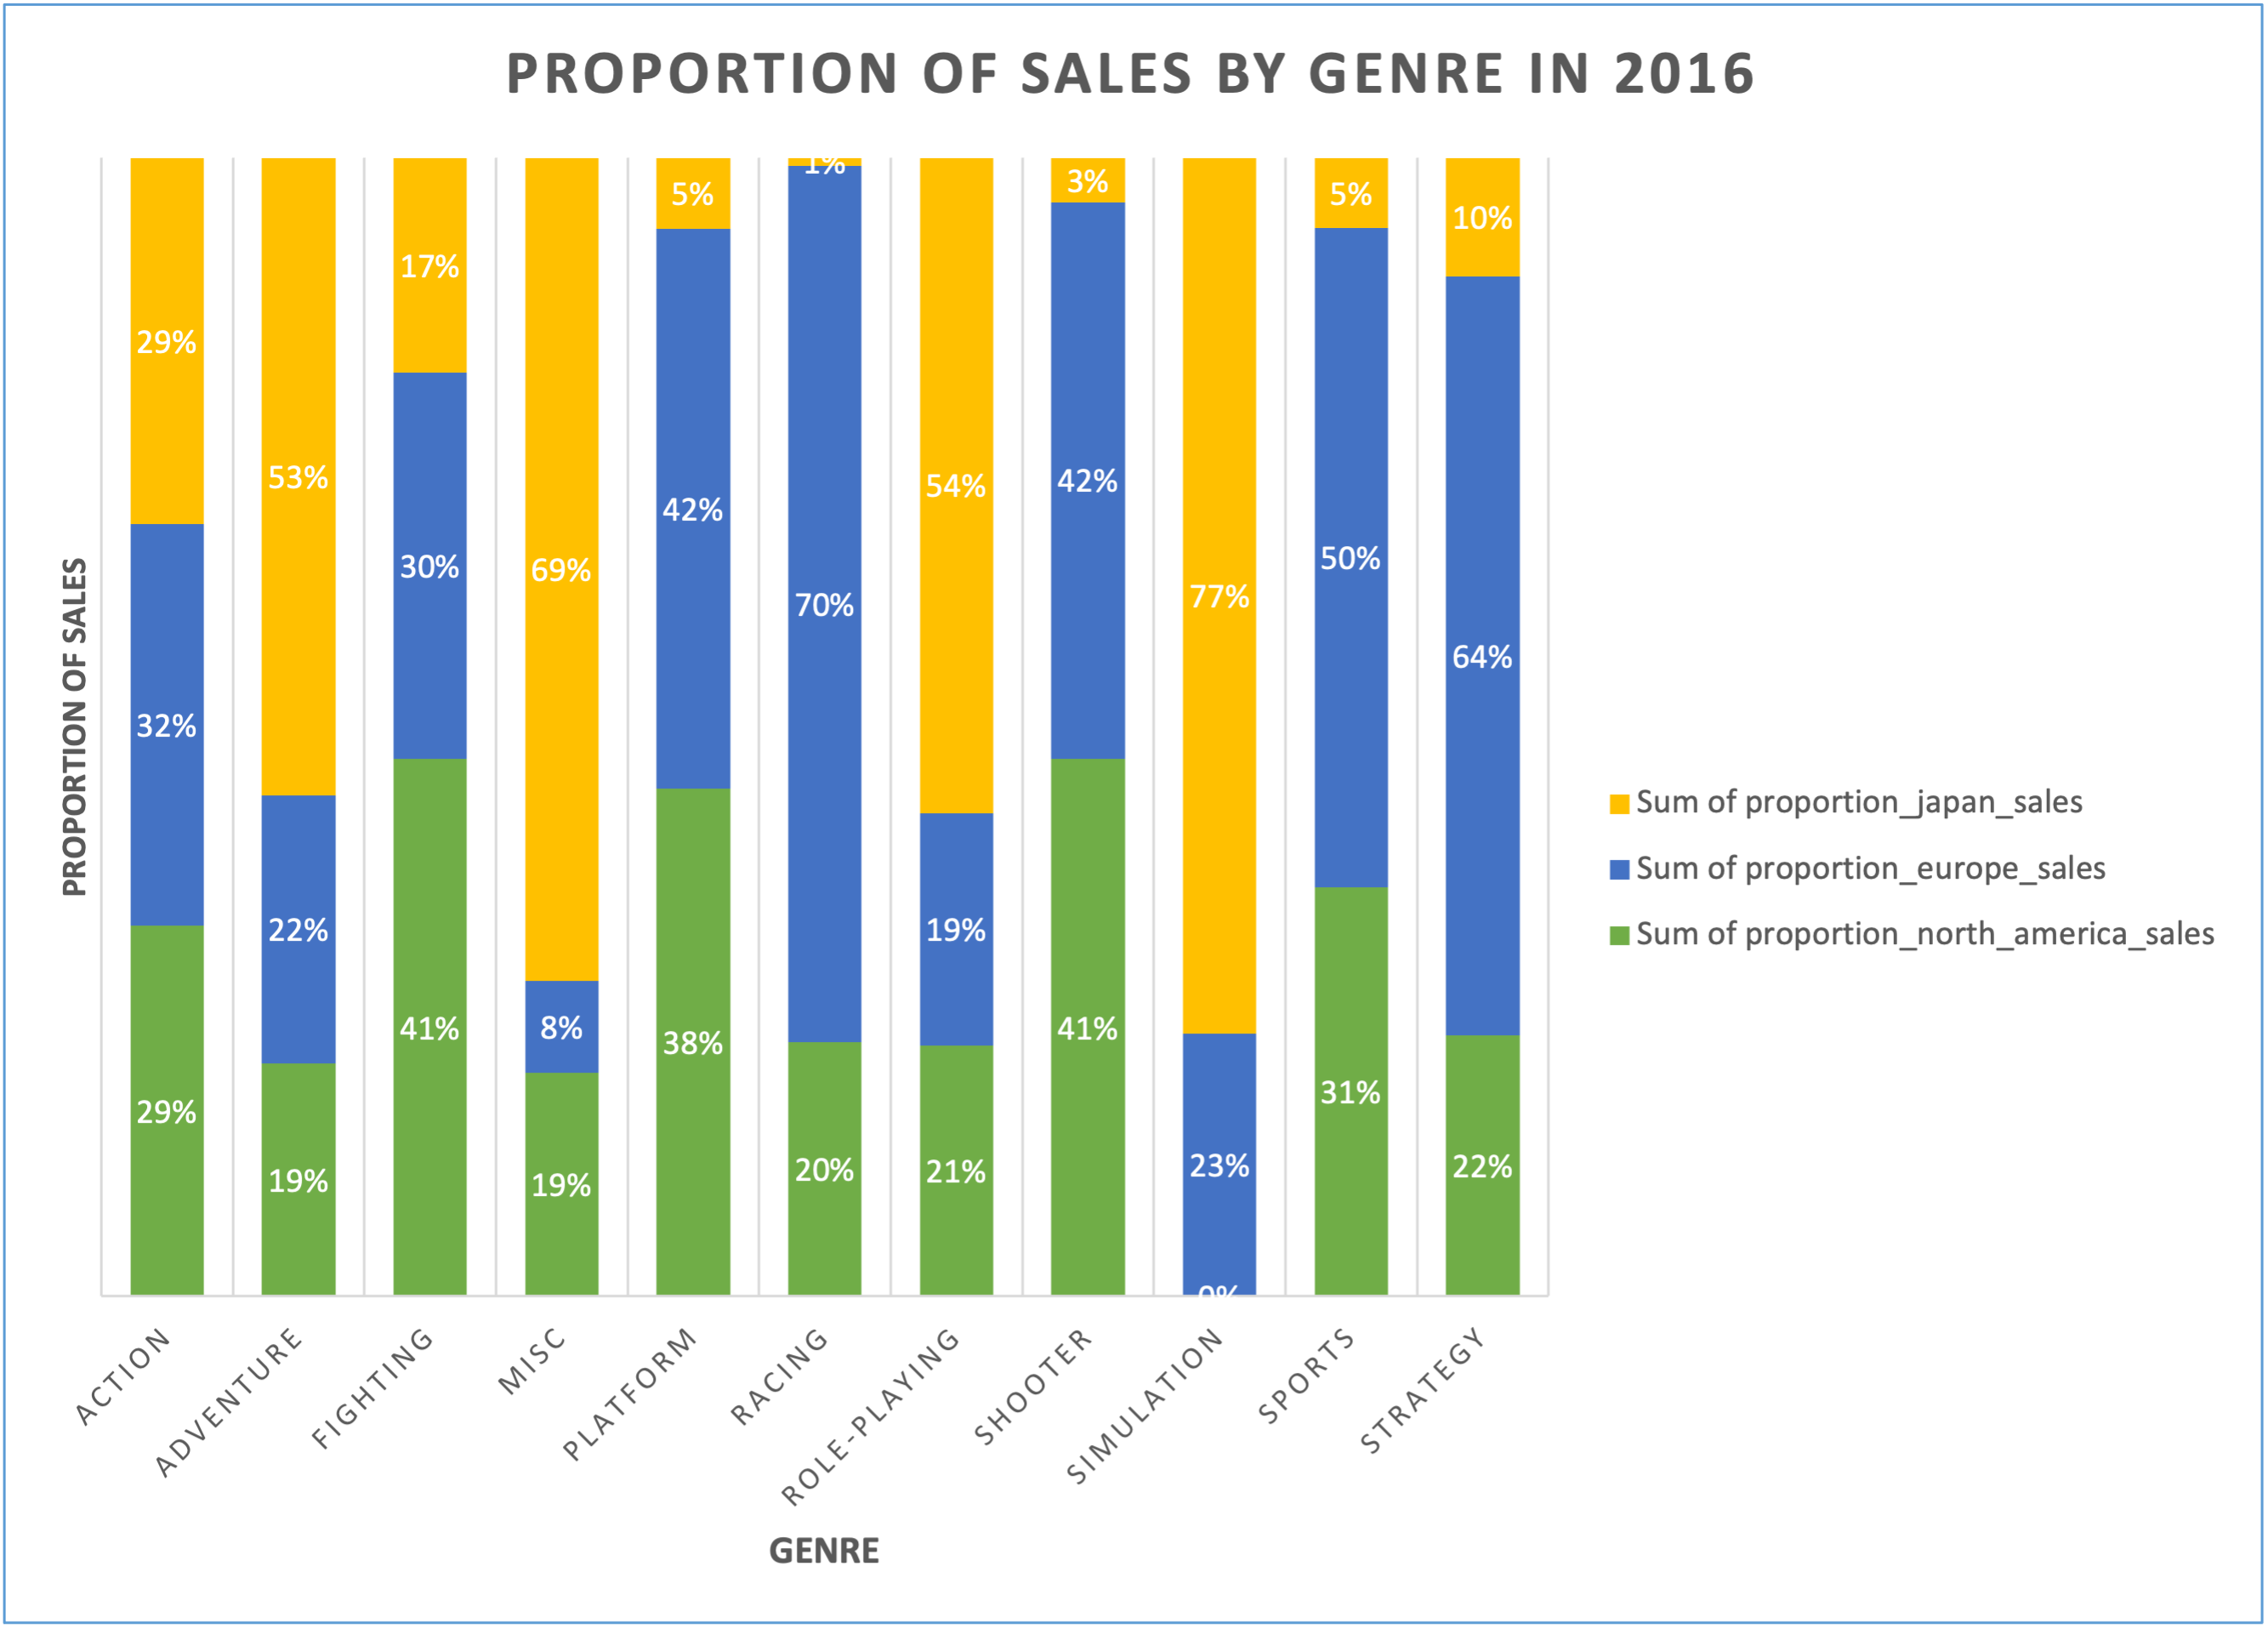 PROPORTION OF SALES BY GENRE IN 2016
PROPORTION OF SALES
29% 32% 29%
53% 22% 19%
17% 30% 41%
69% 8% 19%
5% 42% 38%
1% 70% 20%
54% 19% 21%
3% 42% 41%
77% 23% 0%
5% 50% 31%
10% 64% 22%
ACTION
ADVENTURE
FIGHTING
MISC
PLATFORM
RACING
ROLE-PLAYING
SHOOTER
SIMULATION
SPORTS
STRATEGY
GENRE
Sum of proportion_japan_sales
Sum of proportion_europe_sales
Sum of proportion_north_america_sales